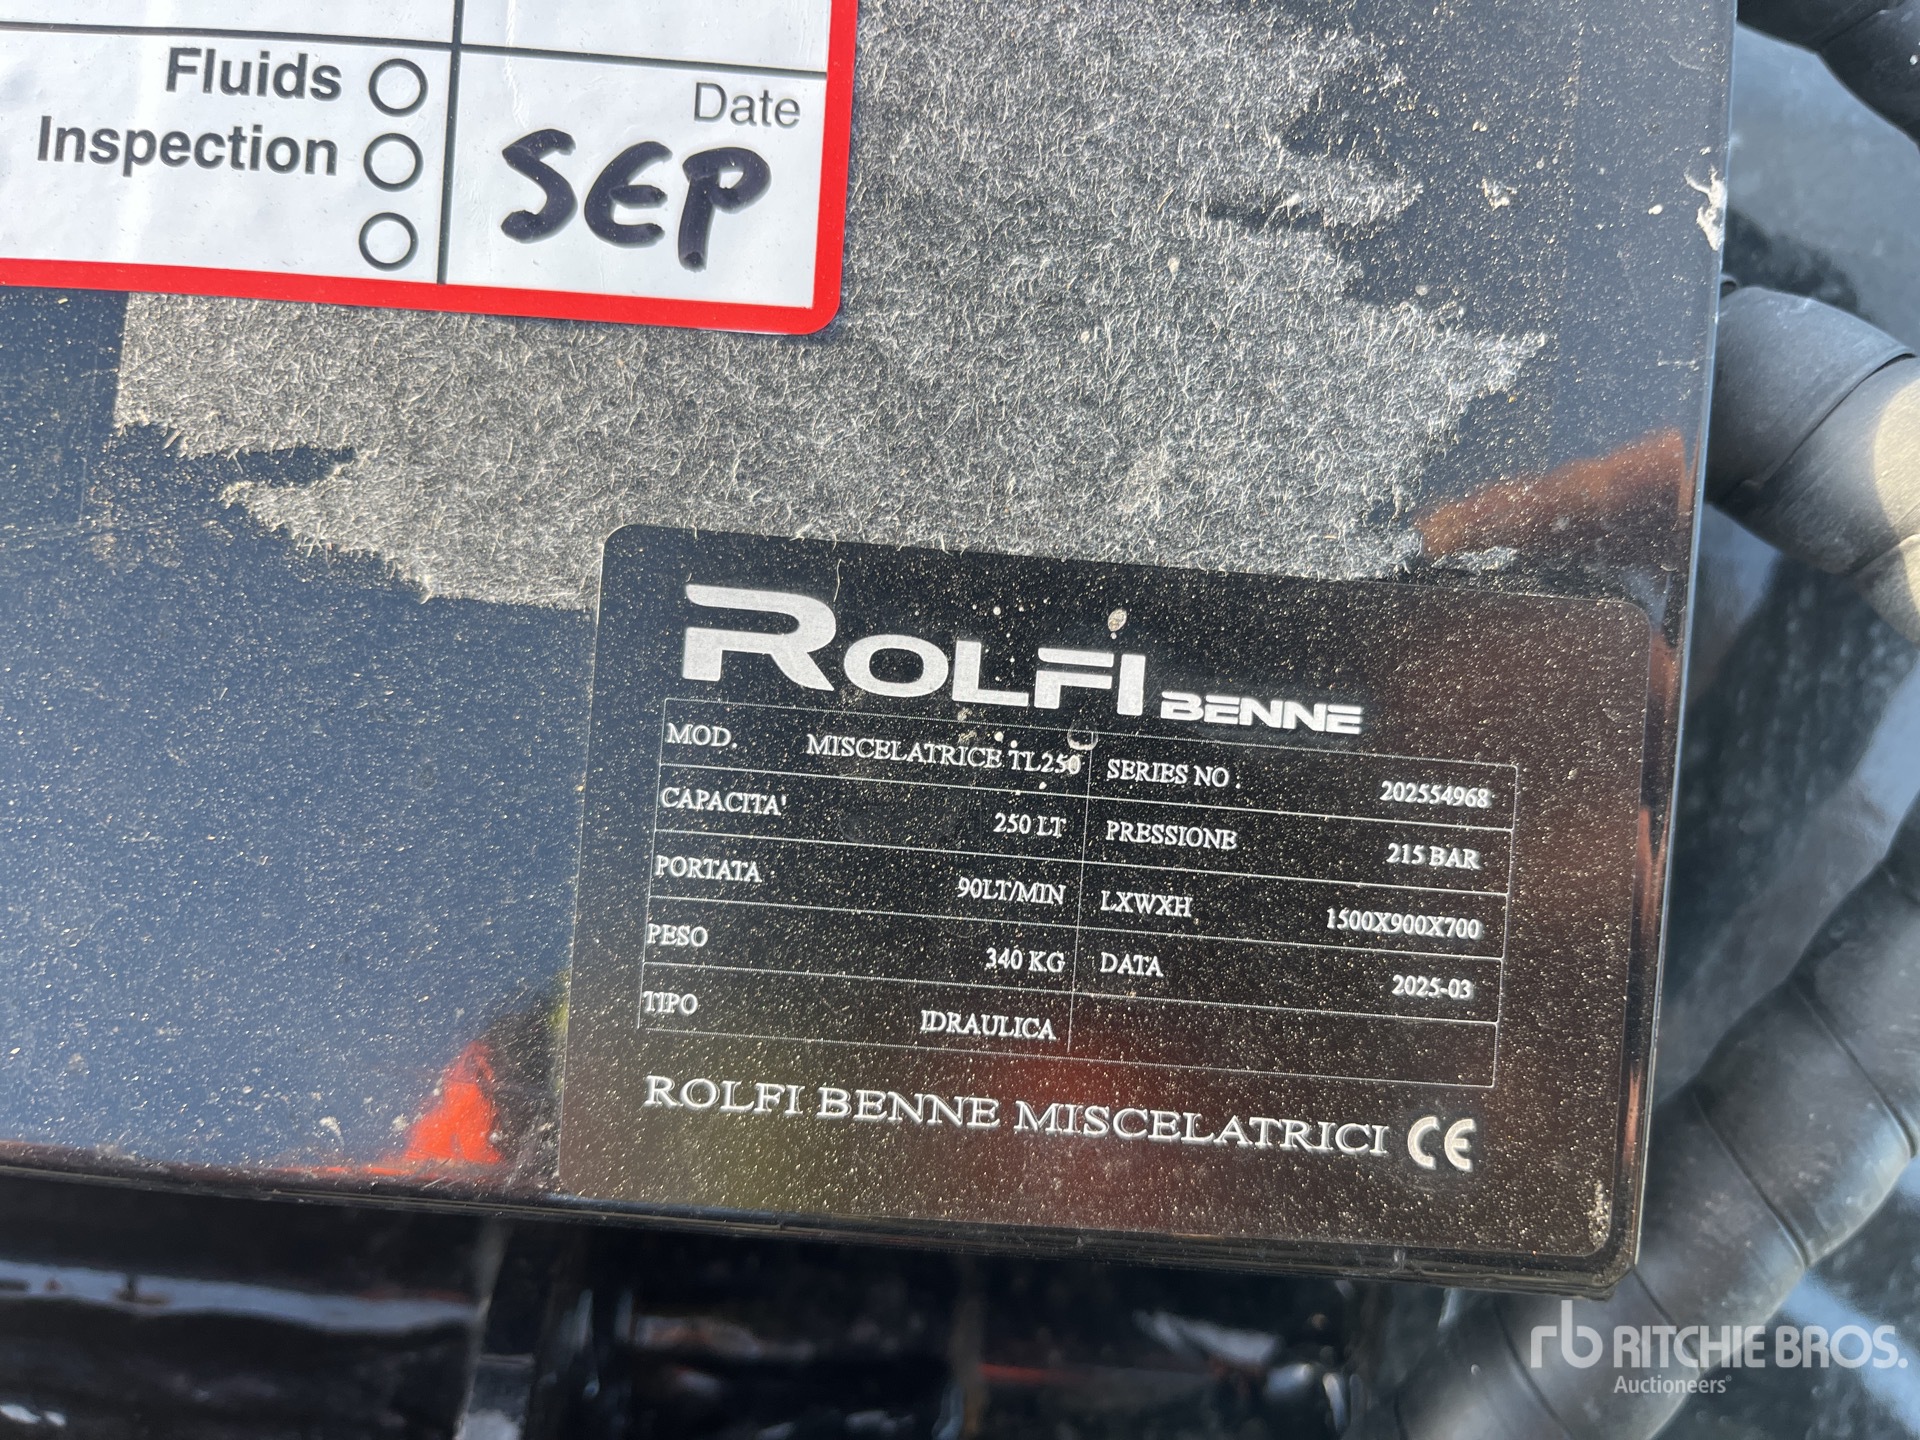 Fluids
Inspection
Date
SEP
ROLFI BENNE
MOD. MISCELATRICE TL250 SERIES NO. 202554968
CAPACITA' 250 LT PRESSIONE 215 BAR
PORTATA 90LT/MIN LXWXH 1500X900X700
PESO 340 KG DATA 2025-03
TIPO IDRAULICA
ROLFI BENNE MISCELATRICI CE
rb RITCHIE BROS.
Auctioneers